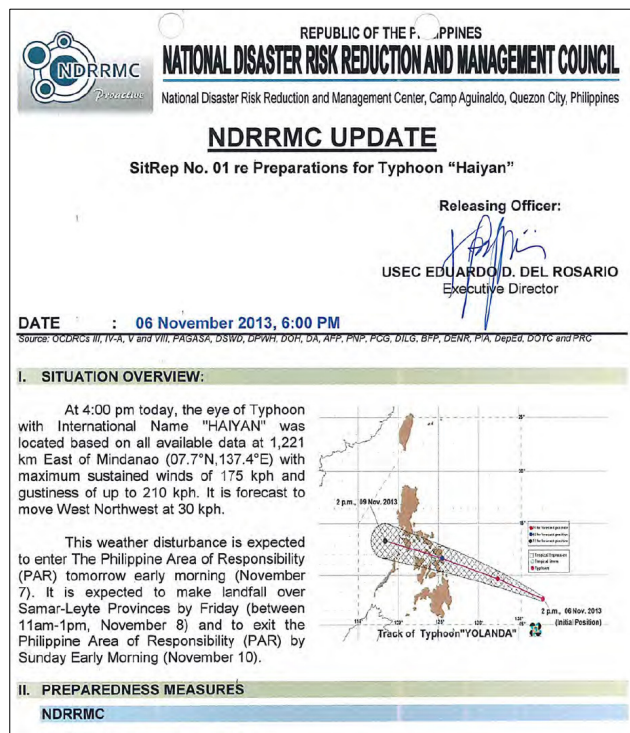 REPUBLIC OF THE PHILIPPINES
NDRRMC
Proactive
NATIONAL DISASTER RISK REDUCTION AND MANAGEMENT COUNCIL
National Disaster Risk Reduction and Management Center, Camp Aguinaldo, Quezon City, Philippines
NDRRMC UPDATE
SitRep No. 01 re Preparations for Typhoon "Haiyan"
Releasing Officer:
USEC EDUARDO D. DEL ROSARIO
Executive Director
DATE : 06 November 2013, 6:00 PM
Source: OCDRCs III, IV-A, V and VIII, PAGASA, DSWD, DPWH, DOH, DA, AFP, PNP, PCG, DILG, BFP, DENR, PIA, DepEd, DOTC and PRC
I. SITUATION OVERVIEW:
At 4:00 pm today, the eye of Typhoon
with International Name "HAIYAN" was
located based on all available data at 1,221
km East of Mindanao (07.7°N,137.4°E) with
maximum sustained winds of 175 kph and
gustiness of up to 210 kph. It is forecast to
move West Northwest at 30 kph.
This weather disturbance is expected
to enter The Philippine Area of Responsibility
(PAR) tomorrow early morning (November
7). It is expected to make landfall over
Samar-Leyte Provinces by Friday (between
11am-1pm, November 8) and to exit the
Philippine Area of Responsibility (PAR) by
Sunday Early Morning (November 10).
2 p.m., 09 Nov. 2013
Tropical Depression
Tropical Storm
Typhoon
2 p.m., 06 Nov. 2013
(Initial Position)
Track of Typhoon"YOLANDA"
II. PREPAREDNESS MEASURES
NDRRMC